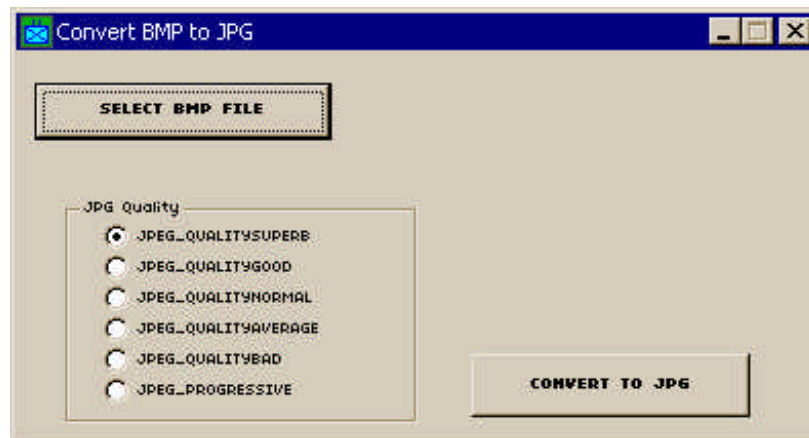 Convert BMP to JPG
SELECT BMP FILE
JPG Quality
JPEG_QUALITYSUPERB
JPEG_QUALITYGOOD
JPEG_QUALITYNORMAL
JPEG_QUALITYAVERAGE
JPEG_QUALITYBAD
JPEG_PROGRESSIVE
CONVERT TO JPG